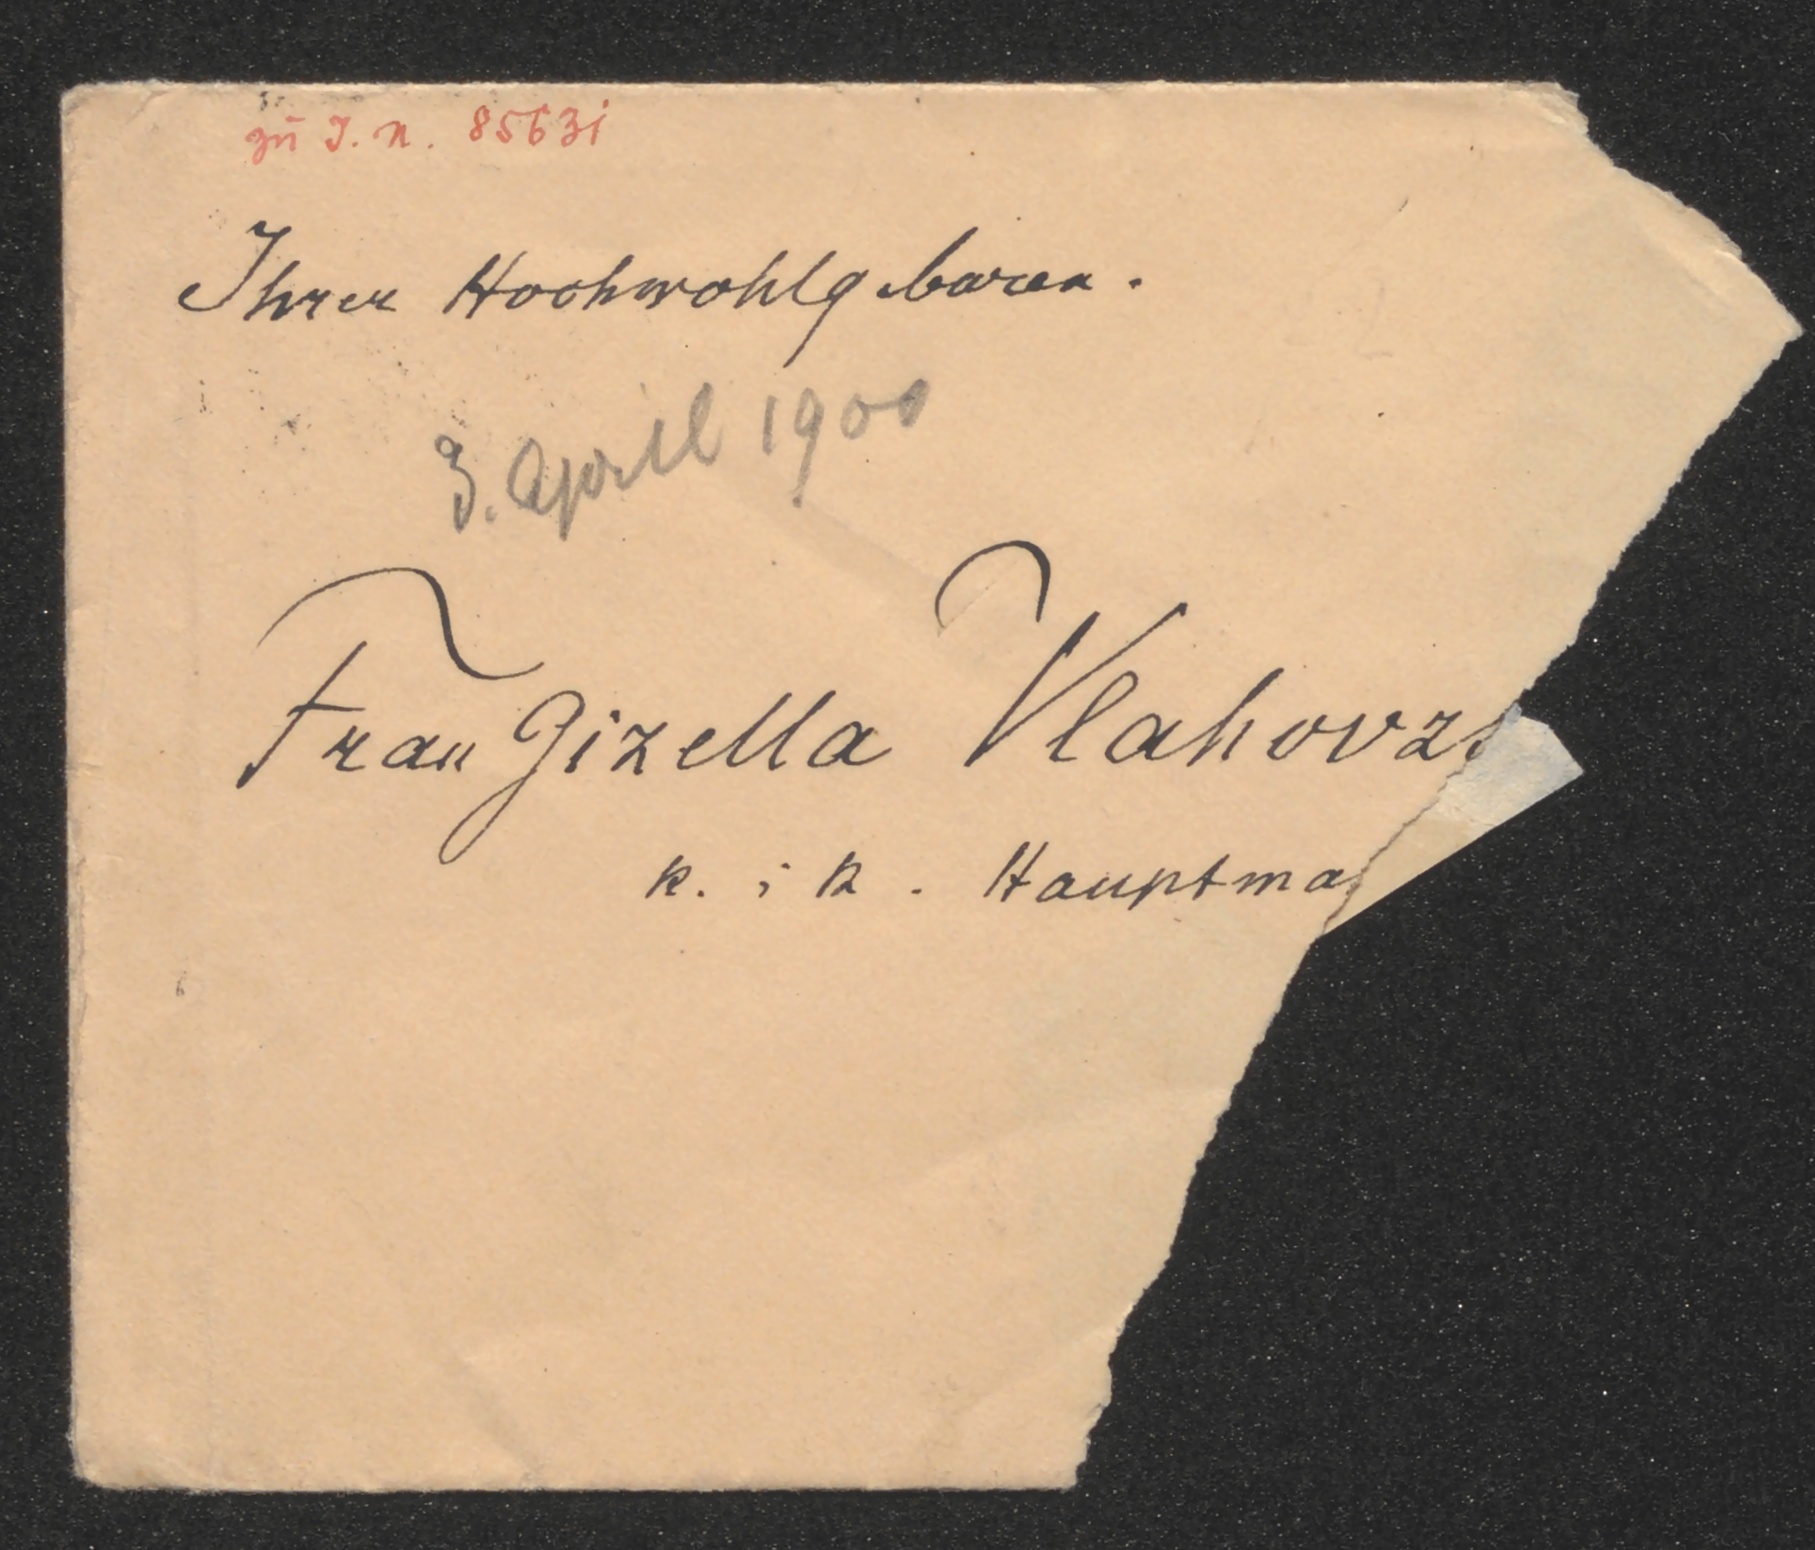 zu I. N. 85631
Ihrer Hochwohlgeboren.
3. April 1900
Frau Gizella Vlahovz
k. i k. Hauptma